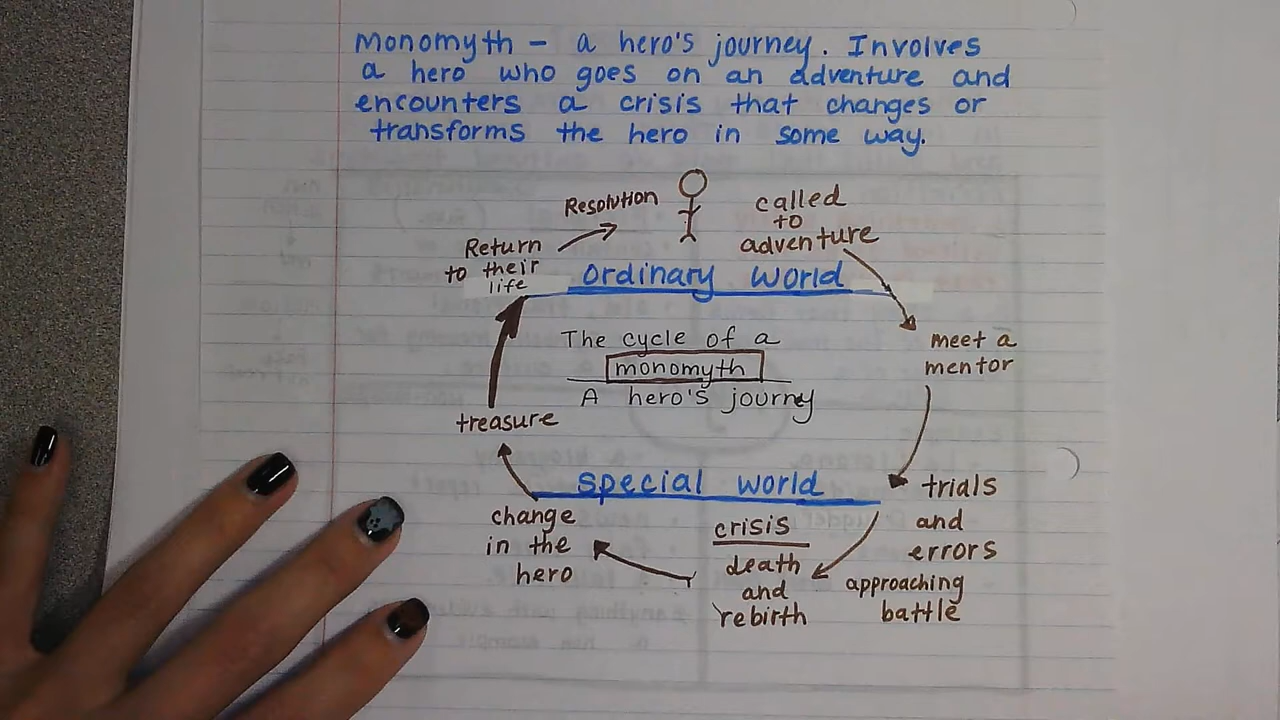 monomyth - a hero's journey. Involves
a hero who goes on an adventure and
encounters a crisis that changes or
transforms the hero in some way.
Resolution
called
to
adventure
Return
to their
life
ordinary world
The cycle of a
monomyth
A hero's journey
meet a
mentor
treasure
special world
trials
and
errors
approaching
battle
crisis
death
and
rebirth
change
in the
hero